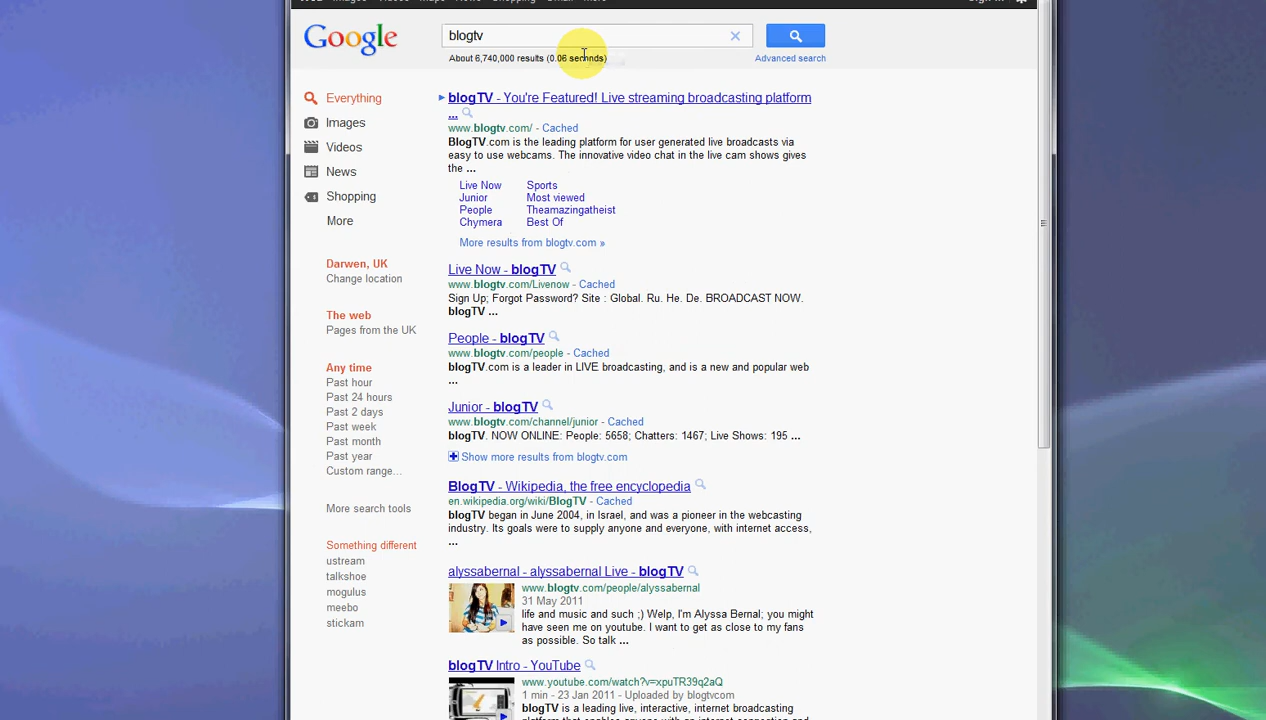 Google
blogtv
About 6,740,000 results (0.06 seconds)
Advanced search
Everything
Images
Videos
News
Shopping
More
Darwen, UK
Change location
The web
Pages from the UK
Any time
Past hour
Past 24 hours
Past 2 days
Past week
Past month
Past year
Custom range...
More search tools
Something different
ustream
talkshoe
mogulus
meebo
stickam
blogTV - You're Featured! Live streaming broadcasting platform
...
www.blogtv.com/ - Cached
BlogTV.com is the leading platform for user generated live broadcasts via
easy to use webcams. The innovative video chat in the live cam shows gives
the ...
Live Now Sports
Junior Most viewed
People Theamazingatheist
Chymera Best Of
More results from blogtv.com »
Live Now - blogTV
www.blogtv.com/Livenow - Cached
Sign Up; Forgot Password? Site : Global. Ru. He. De. BROADCAST NOW.
blogTV ...
People - blogTV
www.blogtv.com/people - Cached
blogTV.com is a leader in LIVE broadcasting, and is a new and popular web
...
Junior - blogTV
www.blogtv.com/channel/junior - Cached
blogTV. NOW ONLINE: People: 5658; Chatters: 1467; Live Shows: 195 ...
Show more results from blogtv.com
BlogTV - Wikipedia, the free encyclopedia
en.wikipedia.org/wiki/BlogTV - Cached
blogTV began in June 2004, in Israel, and was a pioneer in the webcasting
industry. Its goals were to supply anyone and everyone, with internet access,
...
alyssabernal - alyssabernal Live - blogTV
www.blogtv.com/people/alyssabernal
31 May 2011
life and music and such ;) Welp, I'm Alyssa Bernal; you might
have seen me on youtube. I want to get as close to my fans
as possible. So talk ...
blogTV Intro - YouTube
www.youtube.com/watch?v=xpuTR39q2aQ
1 min - 23 Jan 2011 - Uploaded by blogtvcom
blogTV is a leading live, interactive, internet broadcasting
platform that enables anyone with an internet connection and